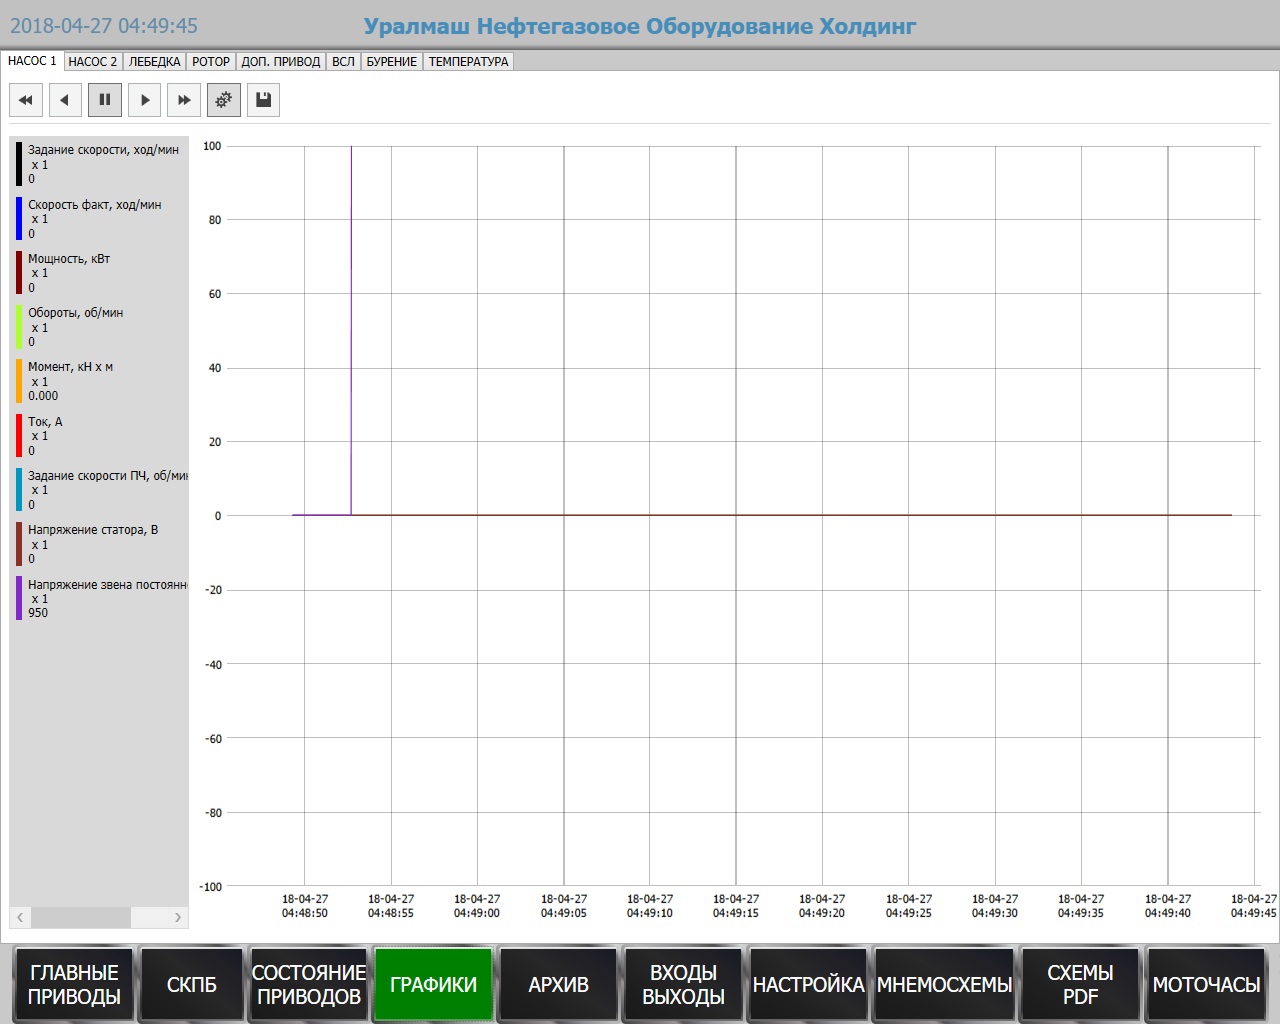 2018-04-27 04:49:45
Уралмаш Нефтегазовое Оборудование Холдинг
НАСОС 1 НАСОС 2 ЛЕБЕДКА РОТОР ДОП. ПРИВОД ВСЛ БУРЕНИЕ ТЕМПЕРАТУРА
Задание скорости, ход/мин
x 1
0
Скорость факт, ход/мин
x 1
0
Мощность, кВт
x 1
0
Обороты, об/мин
x 1
0
Момент, кН х м
x 1
0.000
Ток, А
x 1
0
Задание скорости ПЧ, об/мин
x 1
0
Напряжение статора, В
x 1
0
Напряжение звена постоянн
x 1
950
100
80
60
40
20
0
-20
-40
-60
-80
-100
18-04-27 18-04-27 18-04-27 18-04-27 18-04-27 18-04-27 18-04-27 18-04-27 18-04-27 18-04-27 18-04-27 18-04-27
04:48:50 04:48:55 04:49:00 04:49:05 04:49:10 04:49:15 04:49:20 04:49:25 04:49:30 04:49:35 04:49:40 04:49:45
ГЛАВНЫЕ
ПРИВОДЫ
СКПБ
СОСТОЯНИЕ
ПРИВОДОВ
ГРАФИКИ
АРХИВ
ВХОДЫ
ВЫХОДЫ
НАСТРОЙКА
МНЕМОСХЕМЫ
СХЕМЫ
PDF
МОТОЧАСЫ